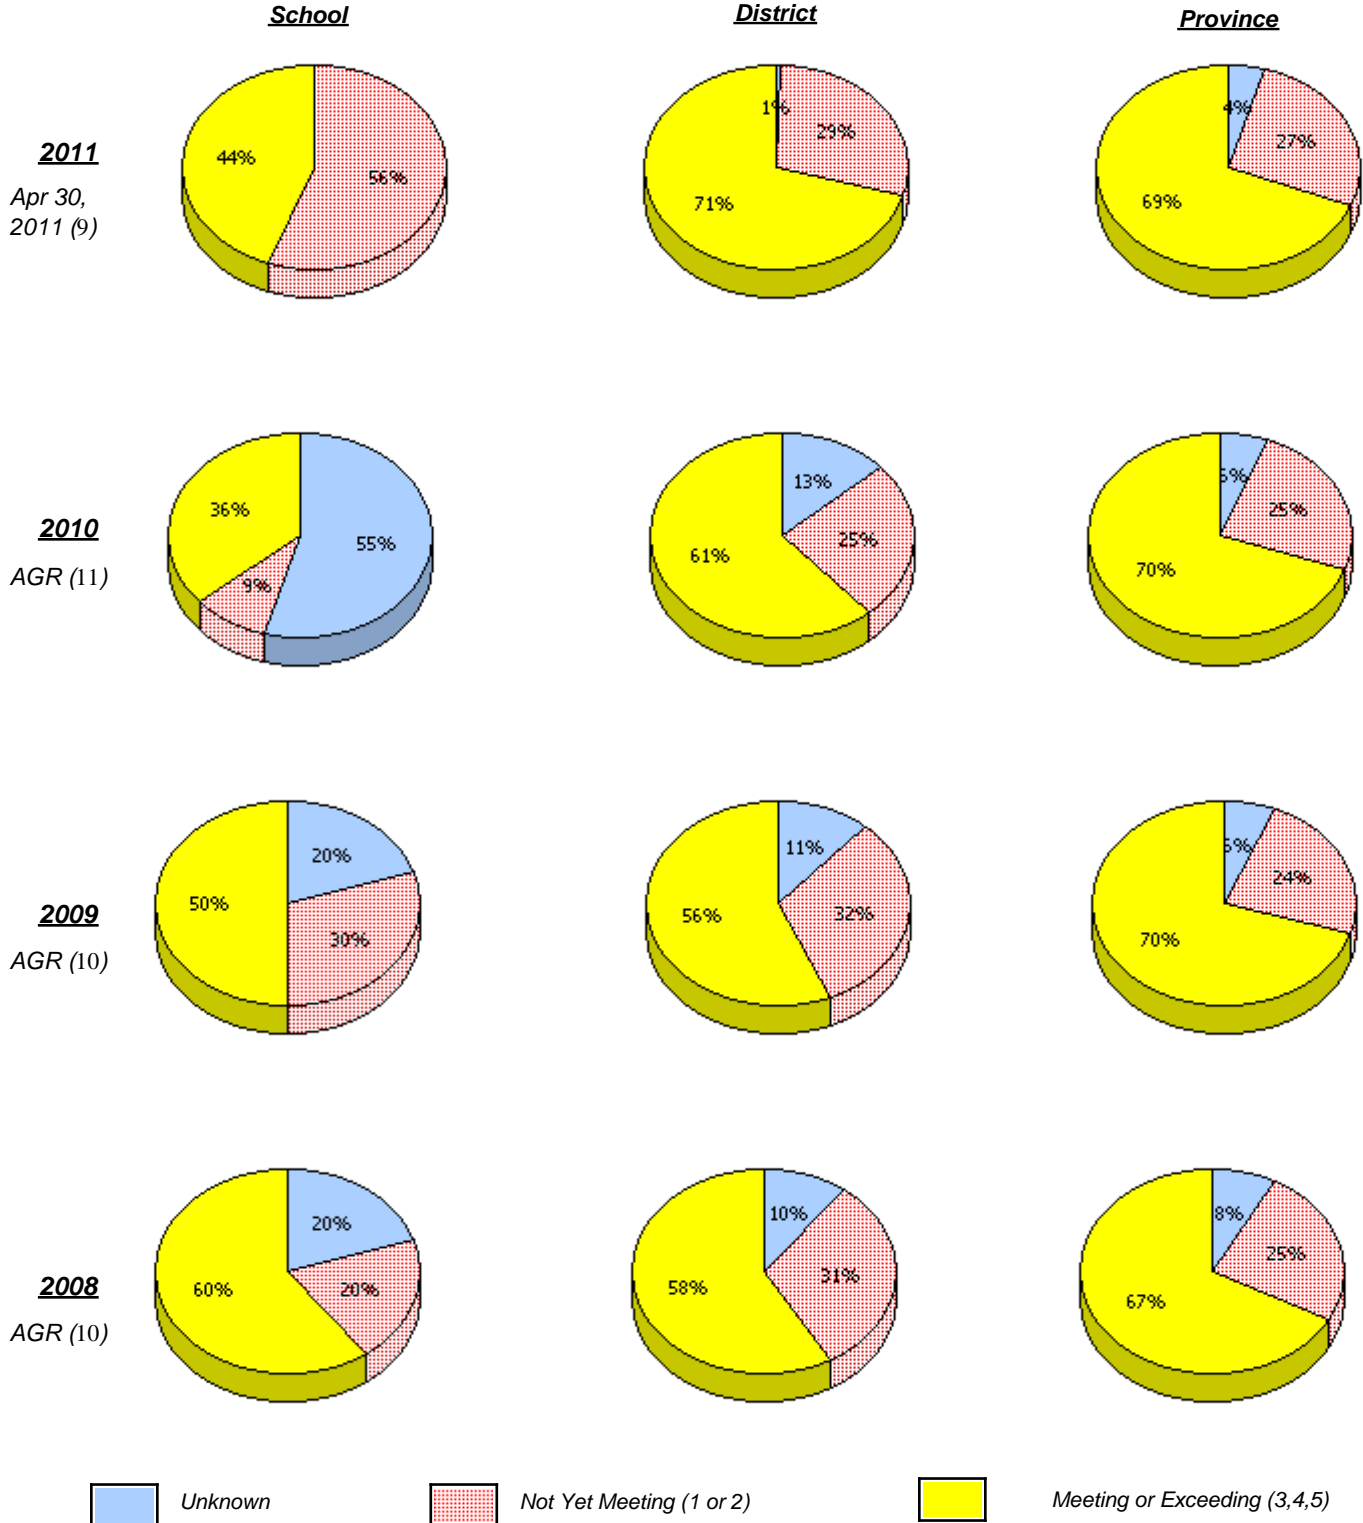 School District Province
2011
Apr 30,
2011 (9)
44% 56%
1% 29% 71%
4% 27% 69%
2010
AGR (11)
36% 55% 9%
13% 25% 61%
25% 70%
2009
AGR (10)
20% 50% 30%
11% 56% 32%
24% 70%
2008
AGR (10)
20% 60% 20%
10% 58% 31%
8% 25% 67%
Unknown Not Yet Meeting (1 or 2) Meeting or Exceeding (3,4,5)